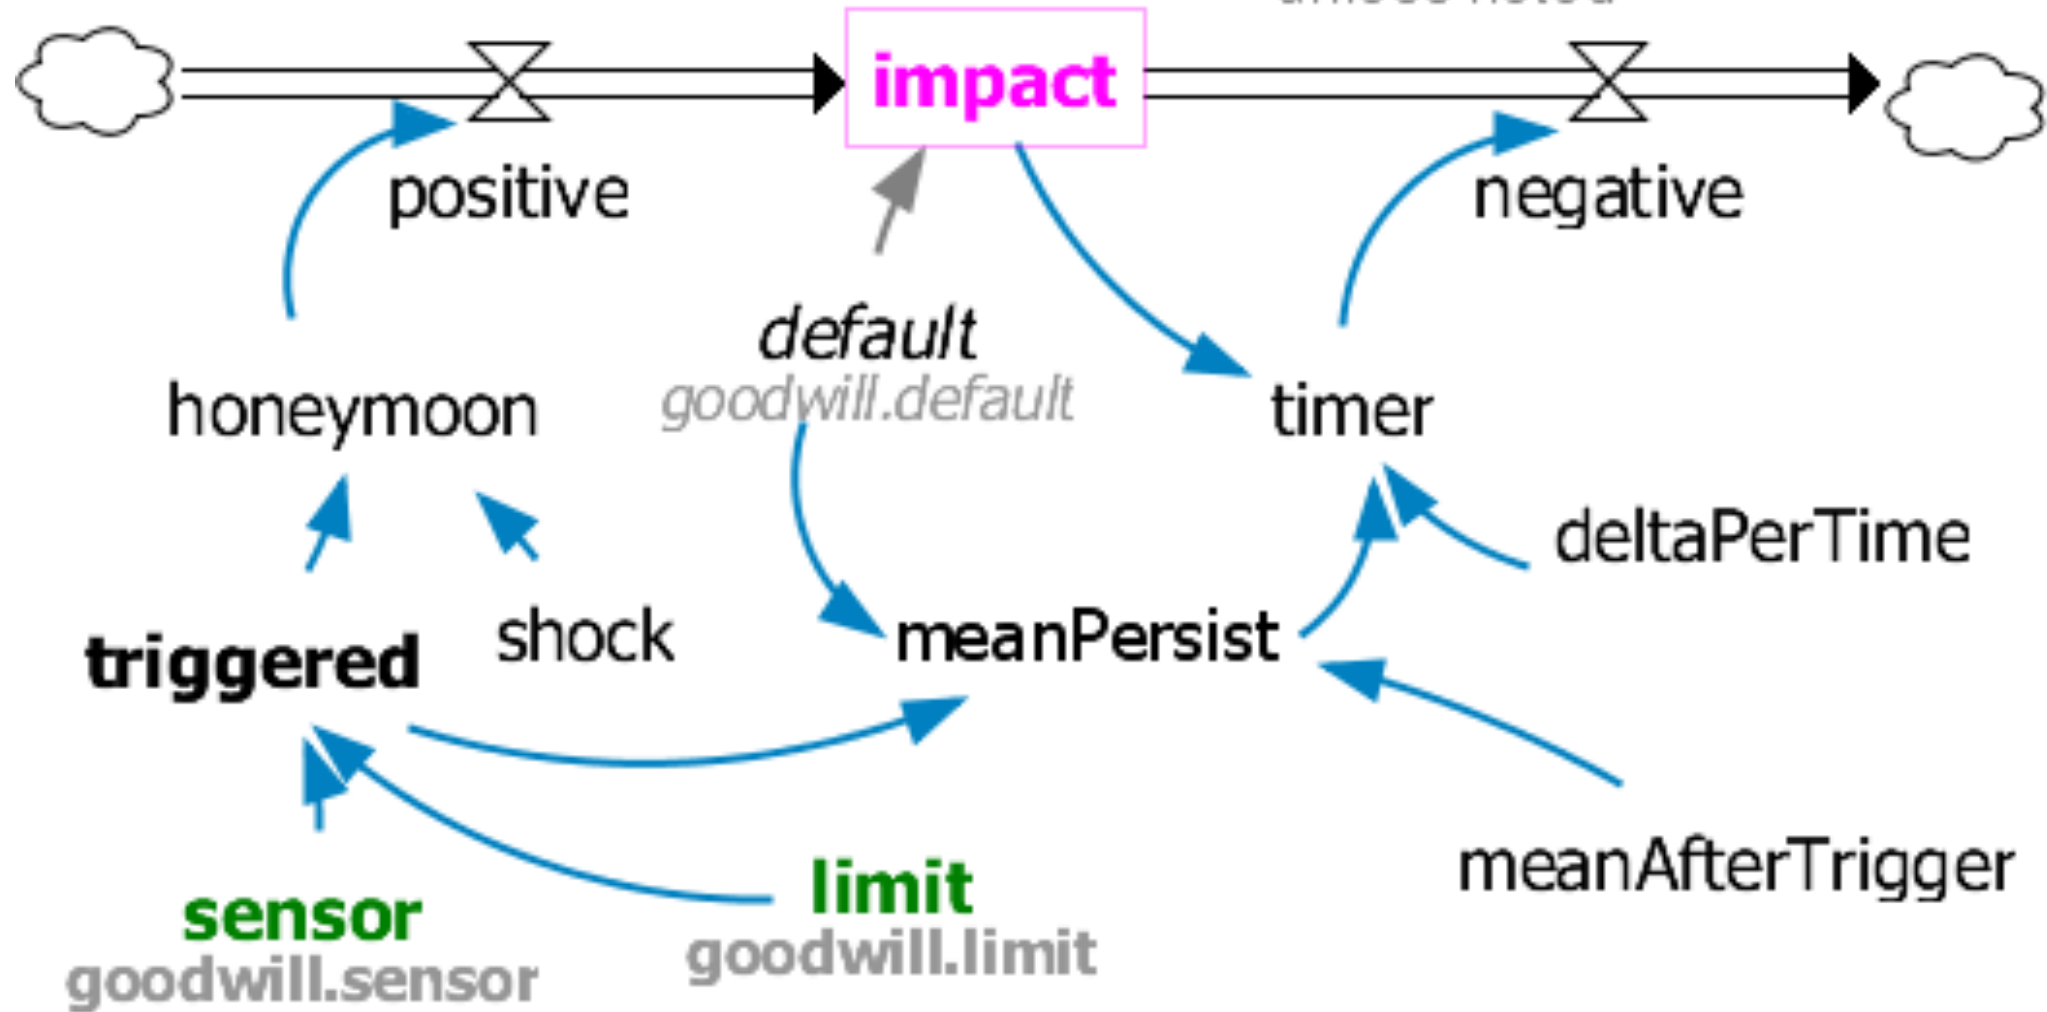 impact
positive
negative
default
goodwill.default
honeymoon
timer
deltaPerTime
shock
meanPersist
triggered
meanAfterTrigger
limit
goodwill.limit
sensor
goodwill.sensor